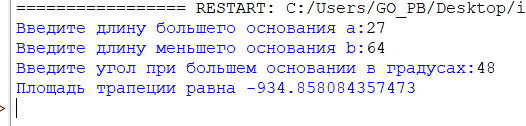 ================= RESTART: C:/Users/GO_PB/Desktop/i
Введите длину большего основания a:27
Введите длину меньшего основания b:64
Введите угол при большем основании в градусах:48
Площадь трапеции равна -934.858084357473
>